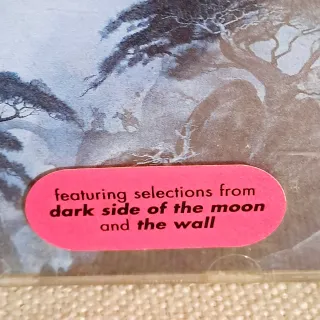 featuring selections from
dark side of the moon
and the wall